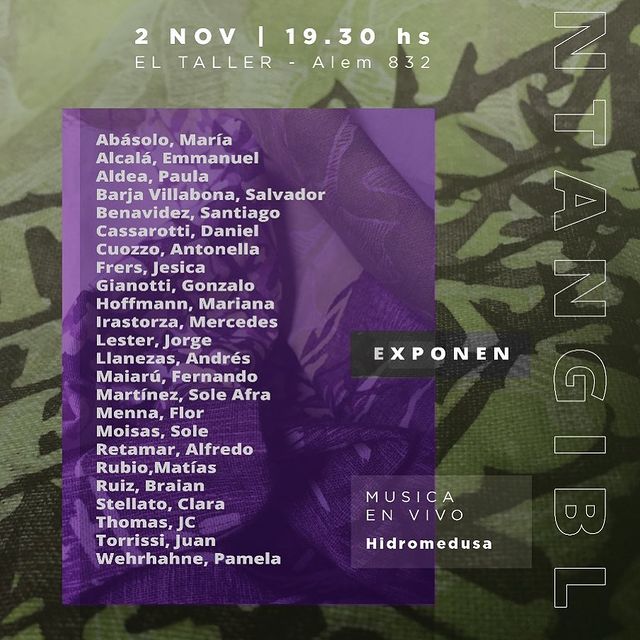 2 NOV | 19.30 hs
EL TALLER - Alem 832
Abásolo, María
Alcalá, Emmanuel
Aldea, Paula
Barja Villabona, Salvador
Benavidez, Santiago
Cassarotti, Daniel
Cuozzo, Antonella
Frers, Jesica
Gianotti, Gonzalo
Hoffmann, Mariana
Irastorza, Mercedes
Lester, Jorge
Llanezas, Andrés
Maiarú, Fernando
Martínez, Sole Afra
Menna, Flor
Moisas, Sole
Retamar, Alfredo
Rubio,Matías
Ruiz, Braian
Stellato, Clara
Thomas, JC
Torrissi, Juan
Wehrhahne, Pamela
EXPONEN
MUSICA
EN VIVO
Hidromedusa
NTANGIBL